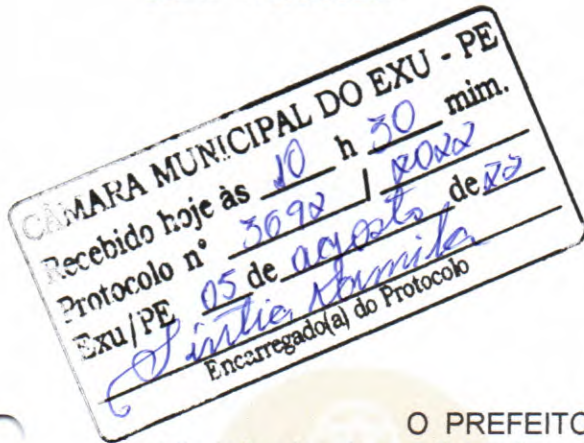 CÂMARA MUNICIPAL DO EXU - PE
Recebido hoje às 10 h 30 mim.
Protocolo nº 3692 / 2022
Exu/PE 05 de agosto de 22
Encarregado(a) do Protocolo
O PREFEITO